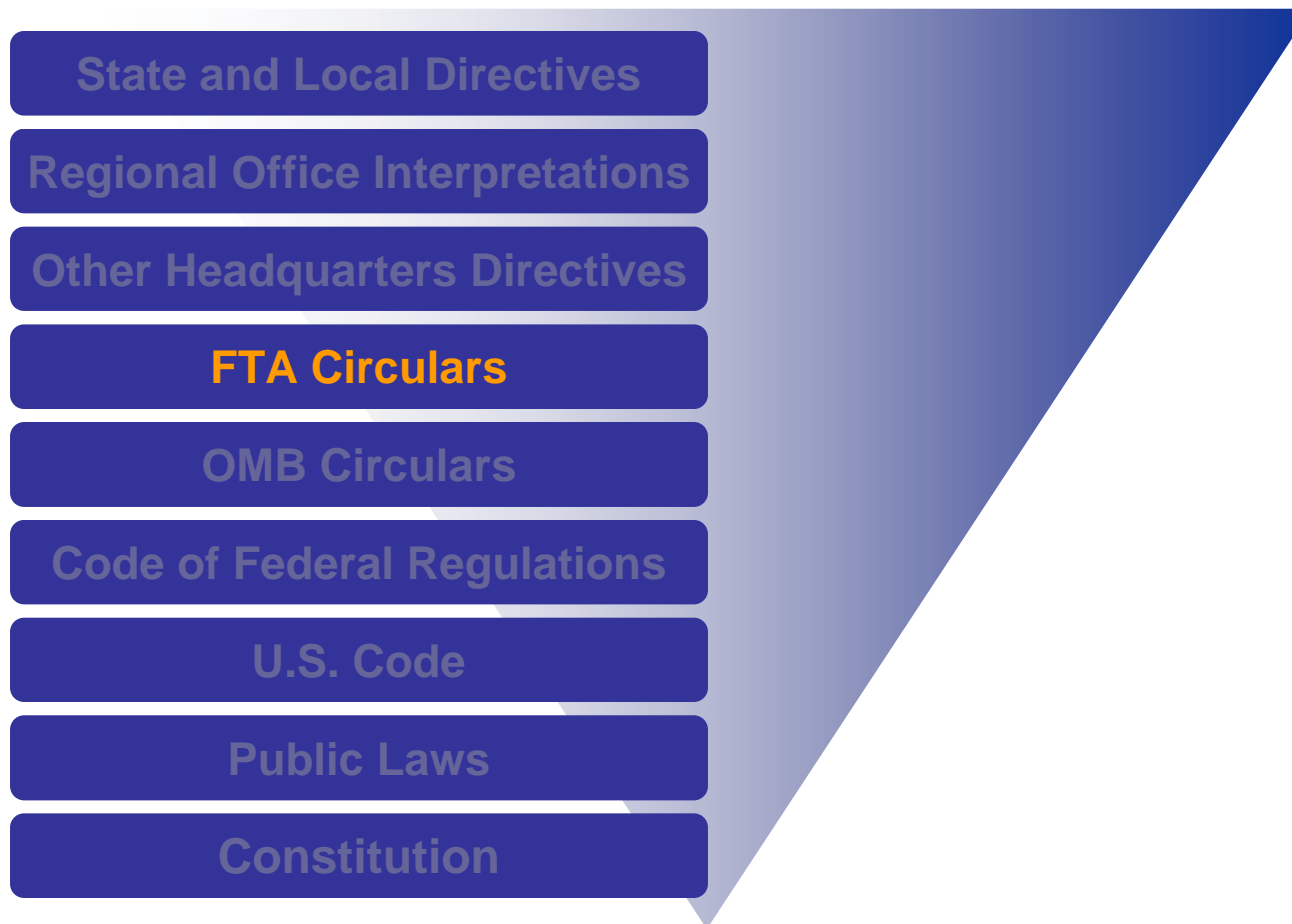 State and Local Directives
Regional Office Interpretations
Other Headquarters Directives
FTA Circulars
OMB Circulars
Code of Federal Regulations
U.S. Code
Public Laws
Constitution